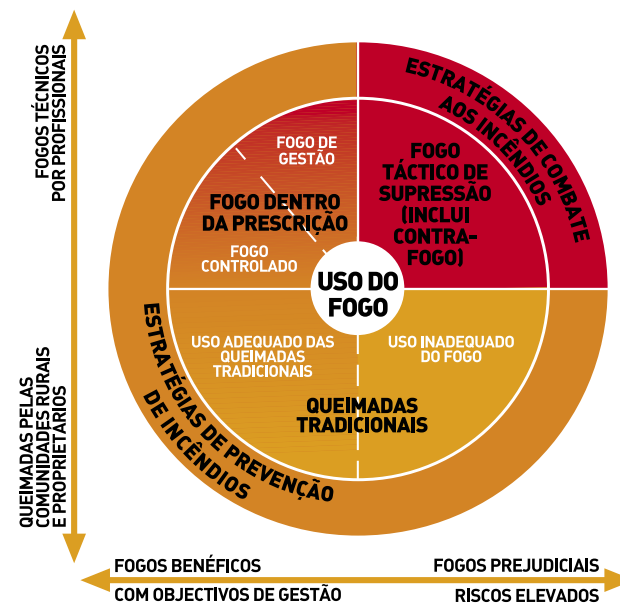 FOGOS TÉCNICOS
POR PROFISSIONAIS
ESTRATÉGIAS DE COMBATE
AOS INCÊNDIOS
FOGO DE
GESTÃO
FOGO DENTRO
DA PRESCRIÇÃO
FOGO
CONTROLADO
FOGO
TÁCTICO DE
SUPRESSÃO
(INCLUI
CONTRA-
FOGO)
USO DO
FOGO
USO ADEQUADO DAS
QUEIMADAS
TRADICIONAIS
USO INADEQUADO
DO FOGO
QUEIMADAS
TRADICIONAIS
ESTRATÉGIAS DE PREVENÇÃO
DE INCÊNDIOS
QUEIMADAS PELAS
COMUNIDADES RURAIS
E PROPRIETÁRIOS
FOGOS BENÉFICOS
COM OBJECTIVOS DE GESTÃO
FOGOS PREJUDICIAIS
RISCOS ELEVADOS